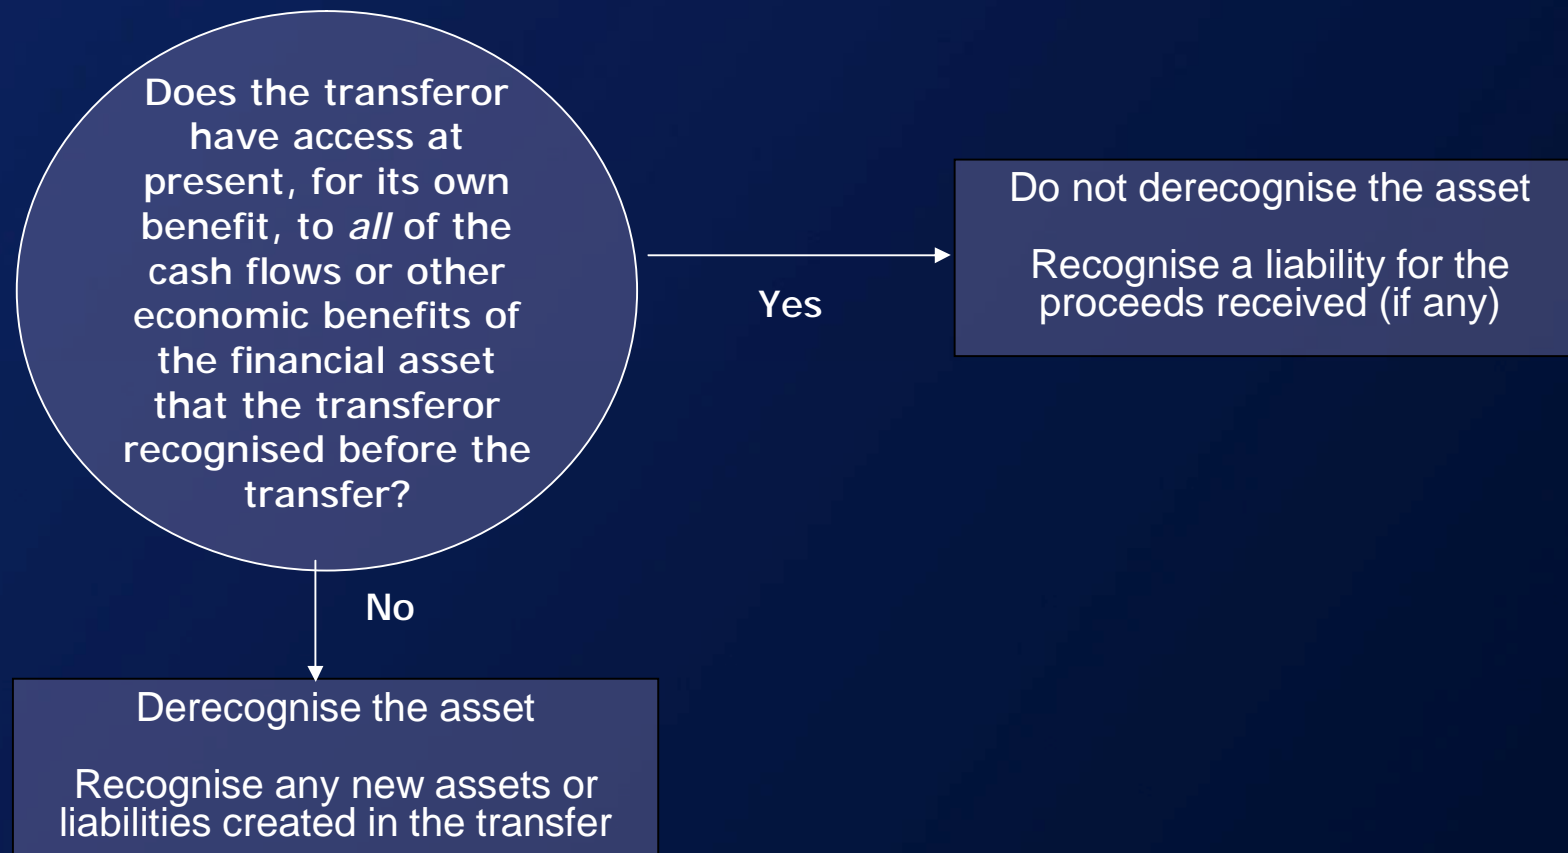 Does the transferor
have access at
present, for its own
benefit, to all of the
cash flows or other
economic benefits of
the financial asset
that the transferor
recognised before the
transfer?
Yes
Do not derecognise the asset
Recognise a liability for the
proceeds received (if any)
No
Derecognise the asset
Recognise any new assets or
liabilities created in the transfer